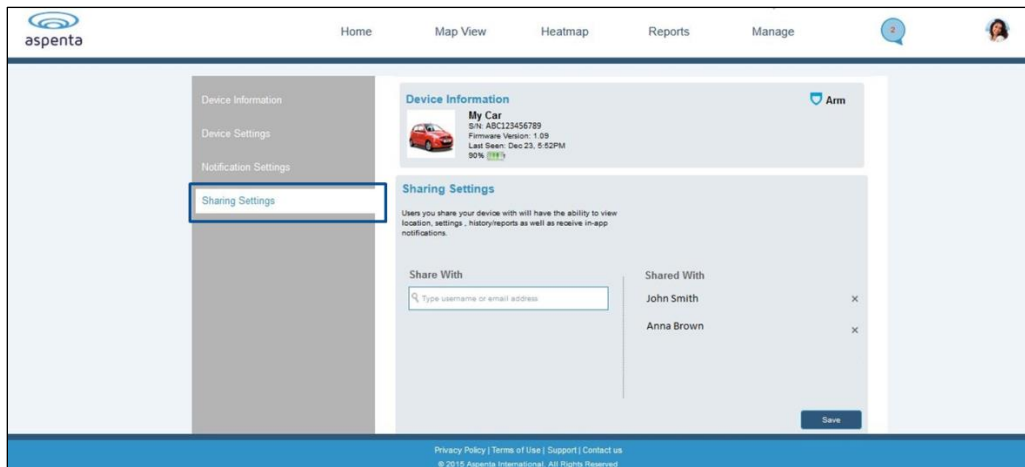 aspenta
Home Map View Heatmap Reports Manage 2
Device Information
Device Settings
Notification Settings
Sharing Settings
Device Information
Arm
My Car
S/N: ABC123456789
Firmware Version: 1.09
Last Seen: Dec 23, 5:52PM
90%
Sharing Settings
Users you share your device with will have the ability to view
location, settings , history/reports as well as receive in-app
notifications.
Share With
Type username or email address
Shared With
John Smith ×
Anna Brown ×
Save
Privacy Policy | Terms of Use | Support | Contact us
© 2015 Aspenta International. All Rights Reserved